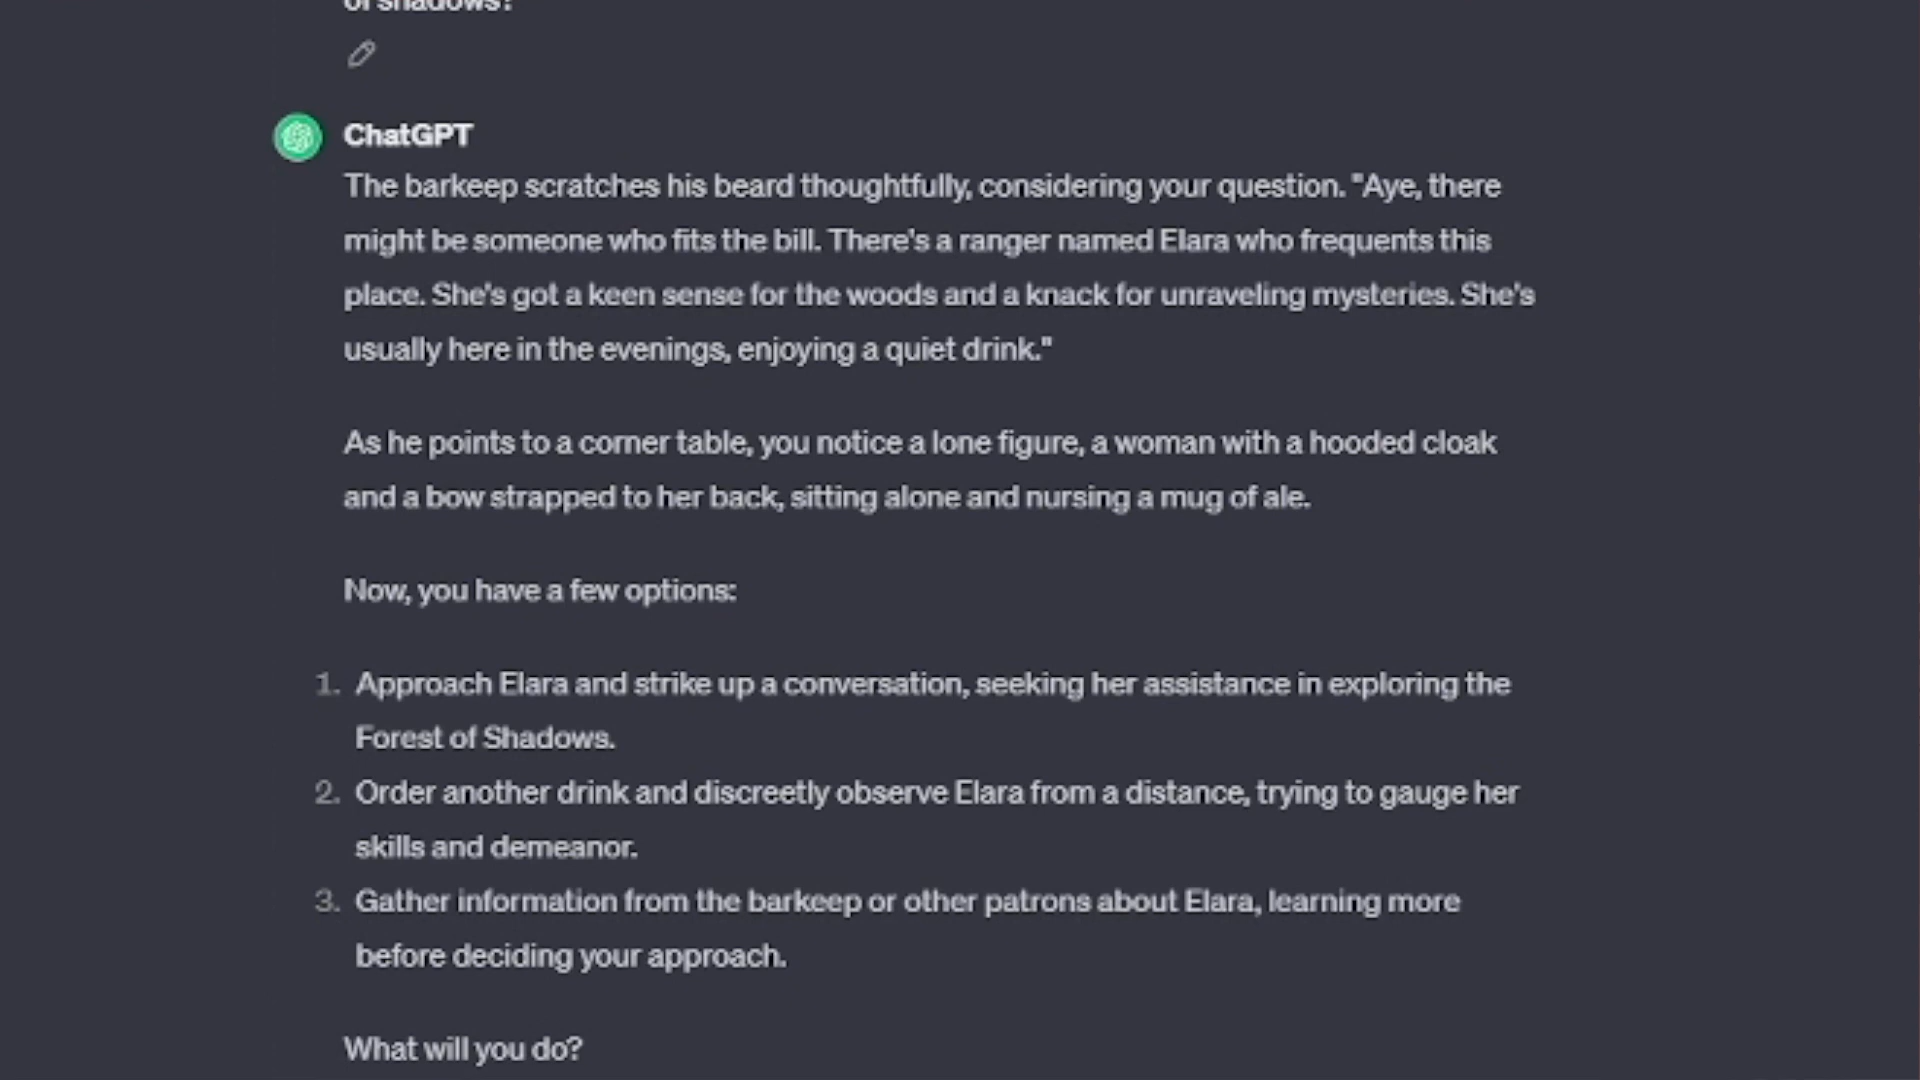 of shadows?
ChatGPT
The barkeep scratches his beard thoughtfully, considering your question. "Aye, there
might be someone who fits the bill. There's a ranger named Elara who frequents this
place. She's got a keen sense for the woods and a knack for unraveling mysteries. She's
usually here in the evenings, enjoying a quiet drink."
As he points to a corner table, you notice a lone figure, a woman with a hooded cloak
and a bow strapped to her back, sitting alone and nursing a mug of ale.
Now, you have a few options:
1. Approach Elara and strike up a conversation, seeking her assistance in exploring the
Forest of Shadows.
2. Order another drink and discreetly observe Elara from a distance, trying to gauge her
skills and demeanor.
3. Gather information from the barkeep or other patrons about Elara, learning more
before deciding your approach.
What will you do?